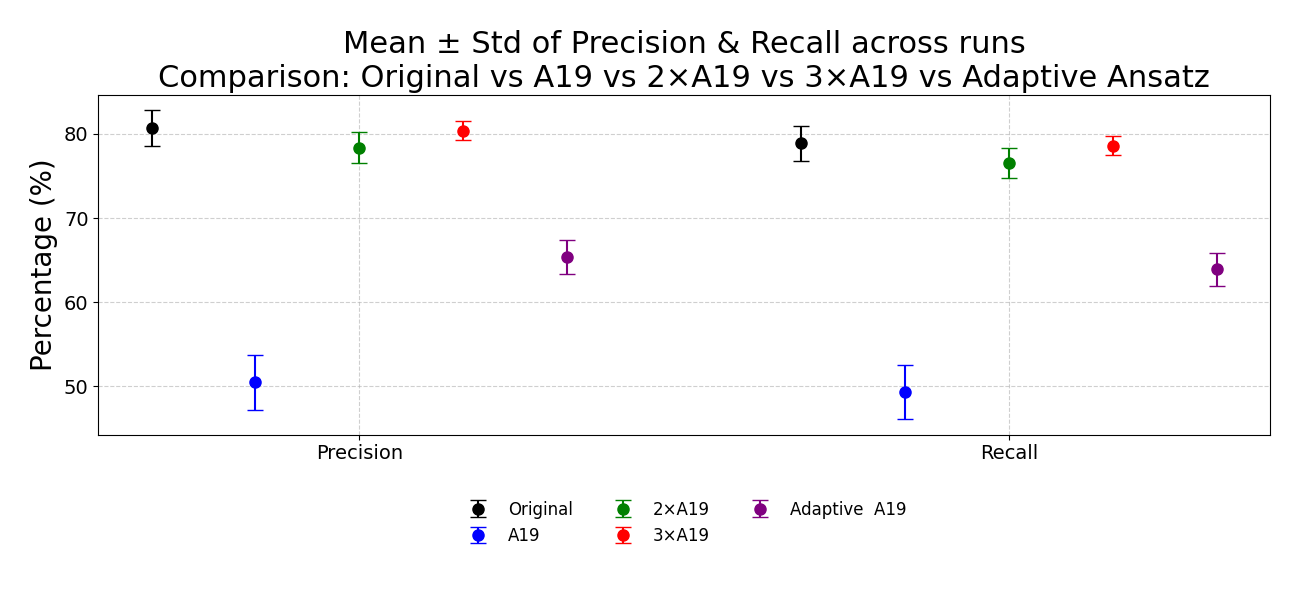 Mean ± Std of Precision & Recall across runs
Comparison: Original vs A19 vs 2×A19 vs 3×A19 vs Adaptive Ansatz
Percentage (%)
80
70
60
50
Precision
Recall
Original
A19
2×A19
3×A19
Adaptive  A19